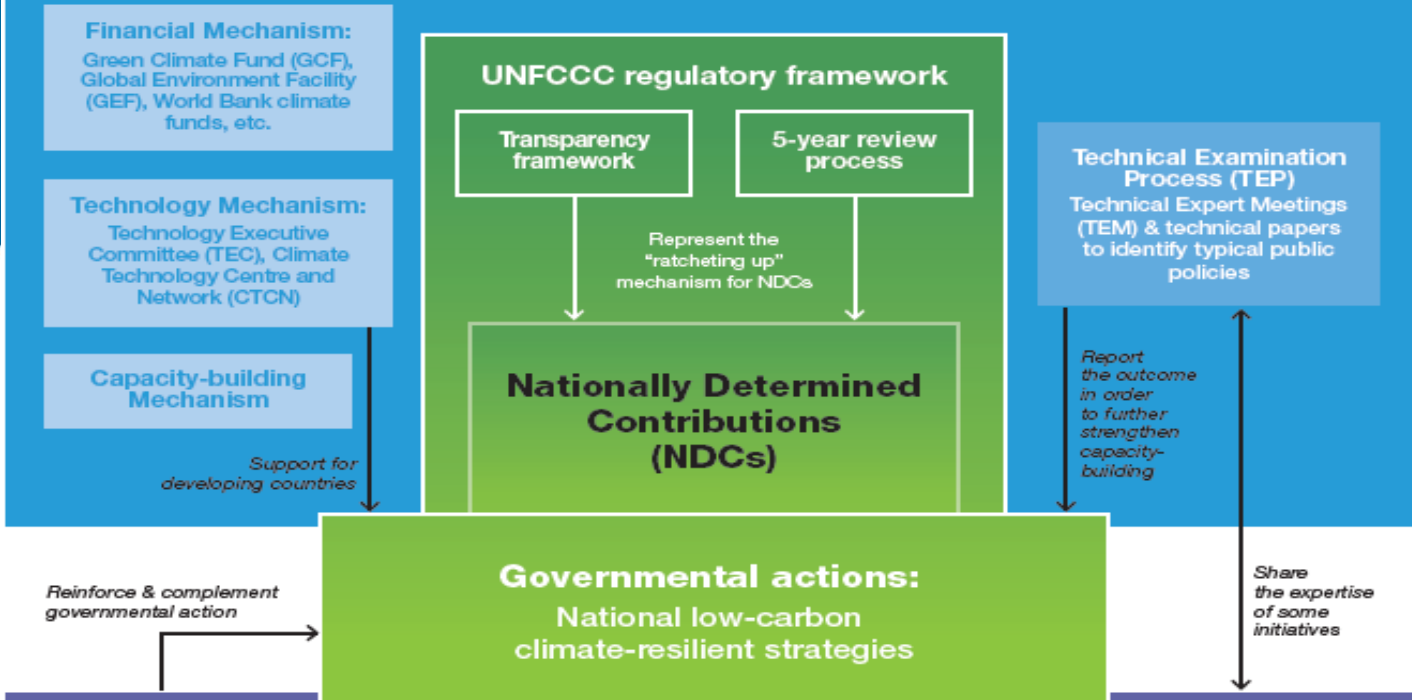 Financial Mechanism:
Green Climate Fund (GCF),
Global Environment Facility
(GEF), World Bank climate
funds, etc.
Technology Mechanism:
Technology Executive
Committee (TEC), Climate
Technology Centre and
Network (CTCN)
Capacity-building
Mechanism
Support for
developing countries
UNFCCC regulatory framework
Transparency
framework
5-year review
process
Represent the
“ratcheting up”
mechanism for NDCs
Nationally Determined
Contributions
(NDCs)
Technical Examination
Process (TEP)
Technical Expert Meetings
(TEM) & technical papers
to identify typical public
policies
Report
the outcome
in order
to further
strengthen
capacity-
building
Reinforce & complement
governmental action
Governmental actions:
National low-carbon
climate-resilient strategies
Share
the expertise
of some
initiatives